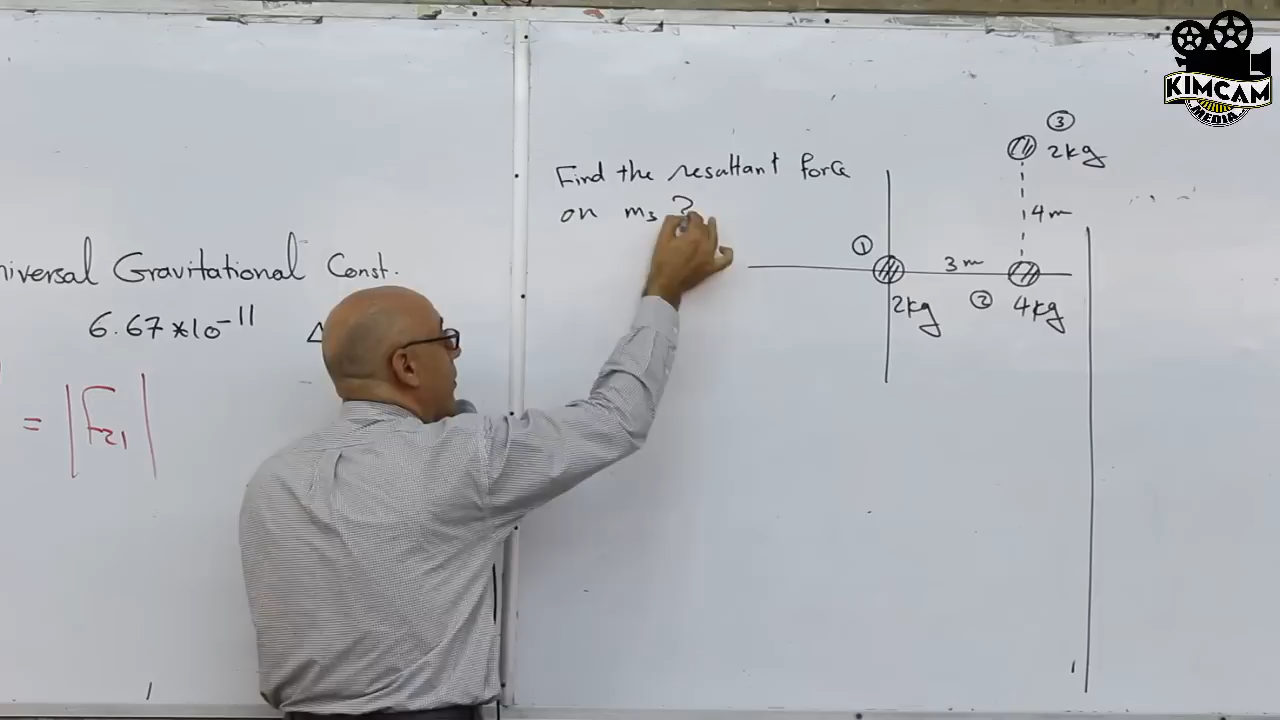 niversal Gravitational Const.
6.67*10^-11
= |F21|
Find the resultant force
on m3 ?
①
2kg
3m
②
4kg
4m
③
2kg
KIMCAM
MEDIA